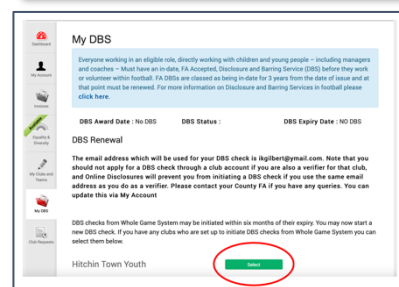 Dashboard
My Account
Invoices
Available
Equality & Diversity
My Clubs and Teams
My DBS
Club Requests
My DBS
Everyone working in an eligible role, directly working with children and young people – including managers
and coaches – Must have an in-date, FA Accepted, Disclosure and Barring Service (DBS) before they work
or volunteer within football. FA DBSs are classed as being in-date for 3 years from the date of issue and at
that point must be renewed. For more information on Disclosure and Barring Services in football please
click here.
DBS Award Date : No DBS DBS Status : DBS Expiry Date : NO DBS
DBS Renewal
The email address which will be used for your DBS check is ikgilbert@ymail.com. Note that you
should not apply for a DBS check through a club account if you are also a verifier for that club,
and Online Disclosures will prevent you from initiating a DBS check if you use the same email
address as you do as a verifier. Please contact your County FA if you have any queries. You can
update this via My Account
DBS checks from Whole Game System may be initiated within six months of their expiry. You may now start a
new DBS check. If you have any clubs who are set up to initiate DBS checks from Whole Game System you can
select them below.
Hitchin Town Youth Select